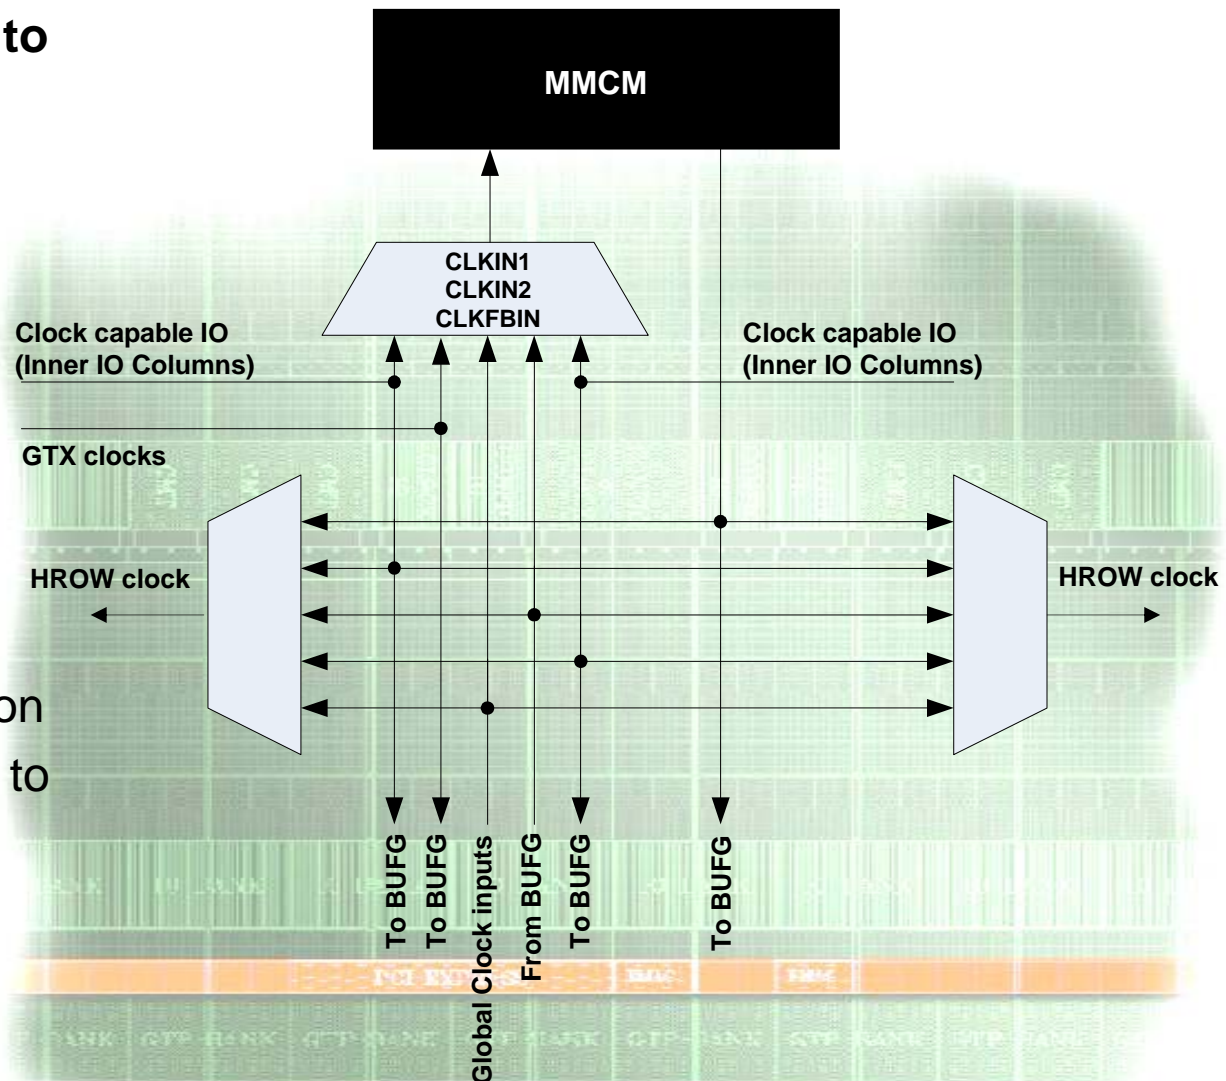 to
MMCM
CLKIN1
CLKIN2
CLKFBIN
Clock capable IO
(Inner IO Columns)
Clock capable IO
(Inner IO Columns)
GTX clocks
HROW clock
HROW clock
on
to
To BUFG
To BUFG
Global Clock inputs
From BUFG
To BUFG
To BUFG